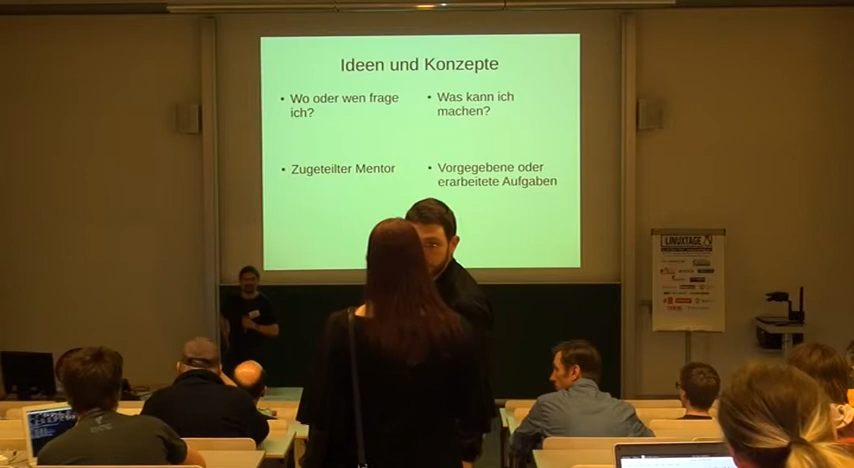 Ideen und Konzepte
• Wo oder wen frage
ich?
• Was kann ich
machen?
• Zugeteilter Mentor
• Vorgegebene oder
erarbeitete Aufgaben
LINUXTAGE